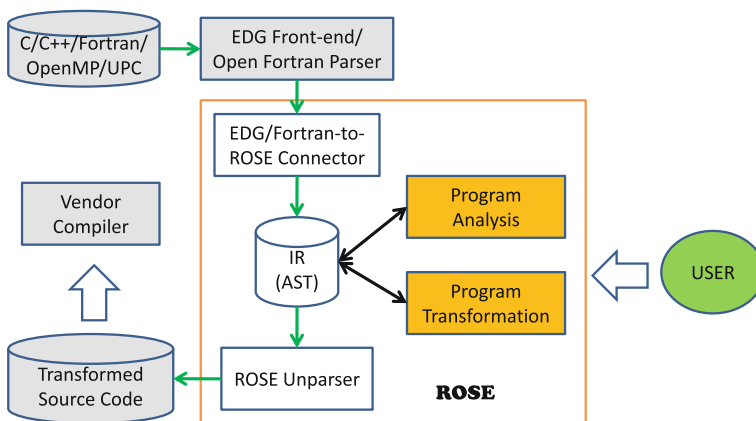 C/C++/Fortran/
OpenMP/UPC
EDG Front-end/
Open Fortran Parser
EDG/Fortran-to-
ROSE Connector
Vendor
Compiler
Program
Analysis
IR
(AST)
USER
Program
Transformation
Transformed
Source Code
ROSE Unparser
ROSE